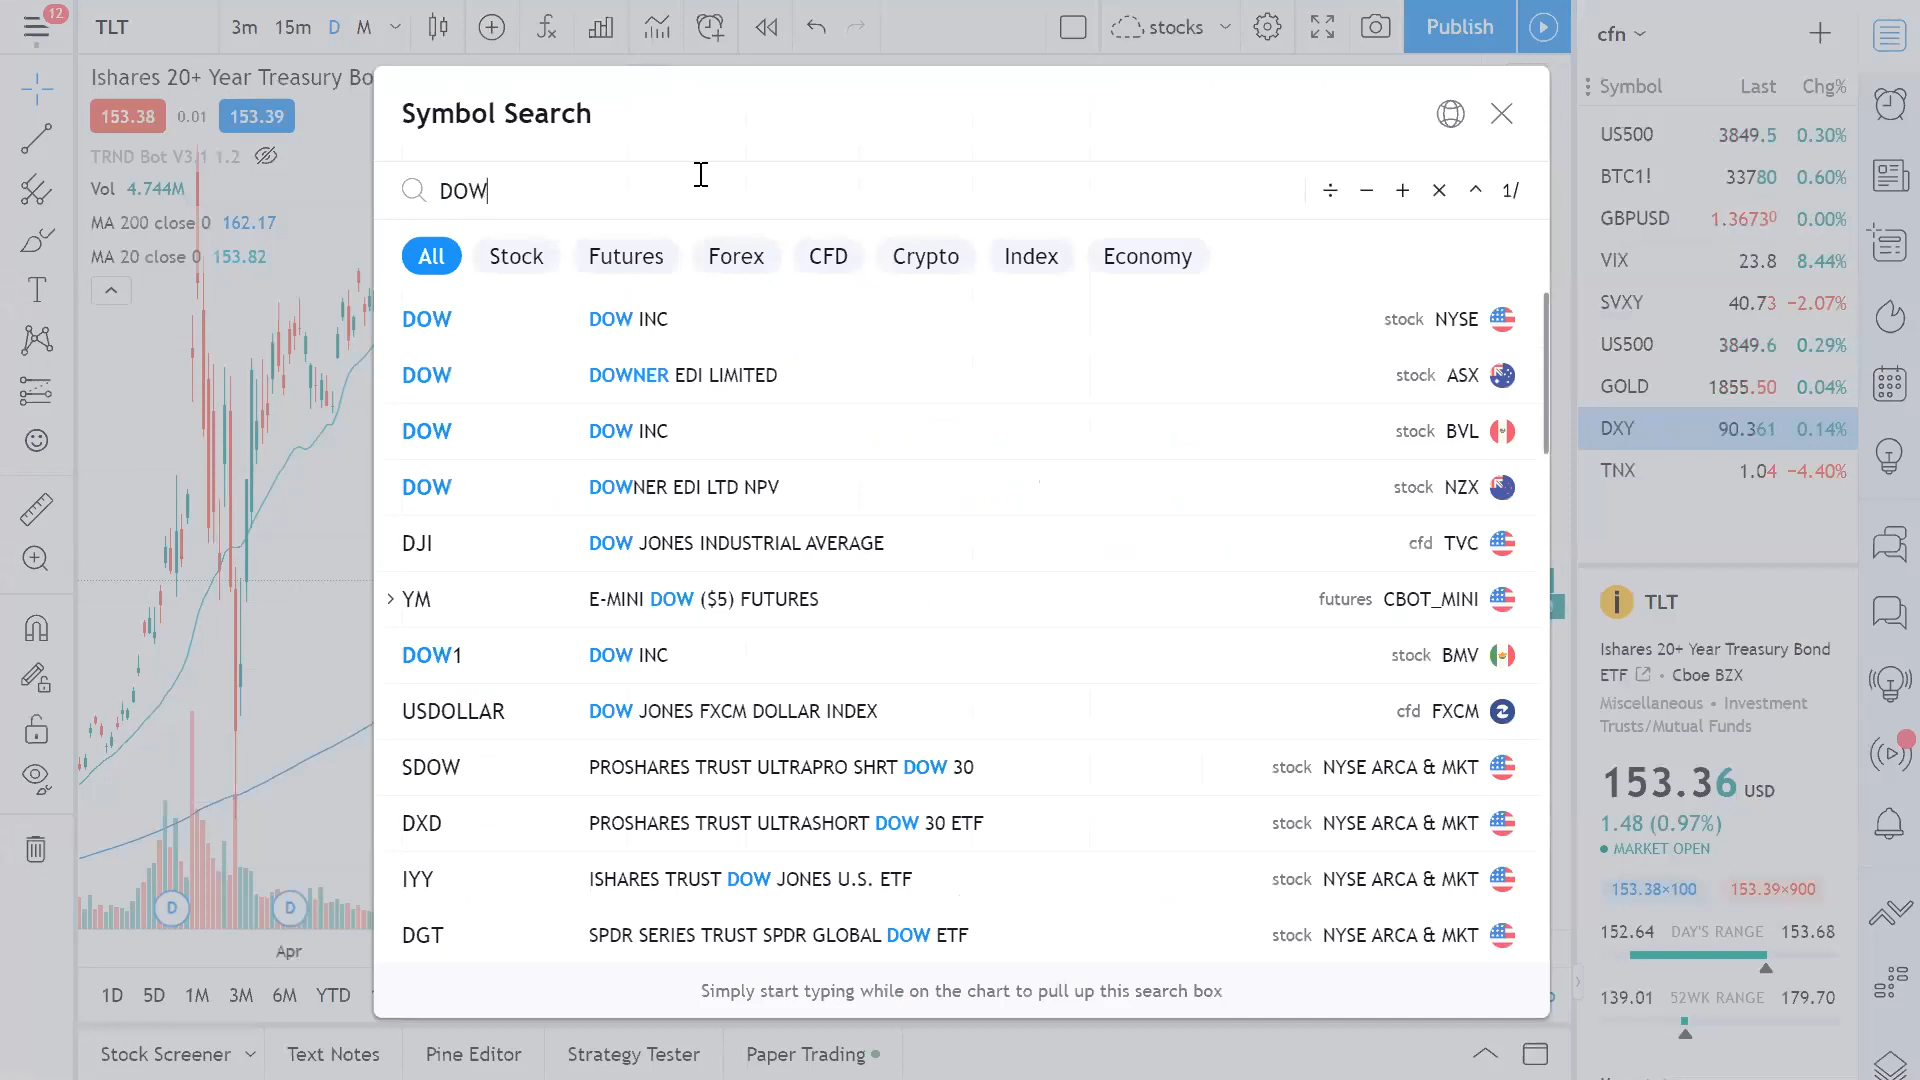 12
TLT
3m 15m D M
stocks
Publish
cfn
Ishares 20+ Year Treasury Bo
153.38 0.01 153.39
TRND Bot V3.1 1.2
Vol 4.744M
MA 200 close 0 162.17
MA 20 close 0 153.82
Symbol Search
DOW
÷ − + × ^ 1/
All Stock Futures Forex CFD Crypto Index Economy
DOW DOW INC stock NYSE
DOW DOWNER EDI LIMITED stock ASX
DOW DOW INC stock BVL
DOW DOWNER EDI LTD NPV stock NZX
DJI DOW JONES INDUSTRIAL AVERAGE cfd TVC
YM E-MINI DOW ($5) FUTURES futures CBOT_MINI
DOW1 DOW INC stock BMV
USDOLLAR DOW JONES FXCM DOLLAR INDEX cfd FXCM
SDOW PROSHARES TRUST ULTRAPRO SHRT DOW 30 stock NYSE ARCA & MKT
DXD PROSHARES TRUST ULTRASHORT DOW 30 ETF stock NYSE ARCA & MKT
IYY ISHARES TRUST DOW JONES U.S. ETF stock NYSE ARCA & MKT
DGT SPDR SERIES TRUST SPDR GLOBAL DOW ETF stock NYSE ARCA & MKT
Simply start typing while on the chart to pull up this search box
D D
Apr
1D 5D 1M 3M 6M YTD
Stock Screener Text Notes Pine Editor Strategy Tester Paper Trading
Symbol Last Chg%
US500 3849.5 0.30%
BTC1! 33780 0.60%
GBPUSD 1.36730 0.00%
VIX 23.8 8.44%
SVXY 40.73 −2.07%
US500 3849.6 0.29%
GOLD 1855.50 0.04%
DXY 90.361 0.14%
TNX 1.04 −4.40%
TLT
Ishares 20+ Year Treasury Bond
ETF • Cboe BZX
Miscellaneous • Investment
Trusts/Mutual Funds
153.36 USD
1.48 (0.97%)
MARKET OPEN
153.38×100 153.39×900
152.64 DAY'S RANGE 153.68
139.01 52WK RANGE 179.70